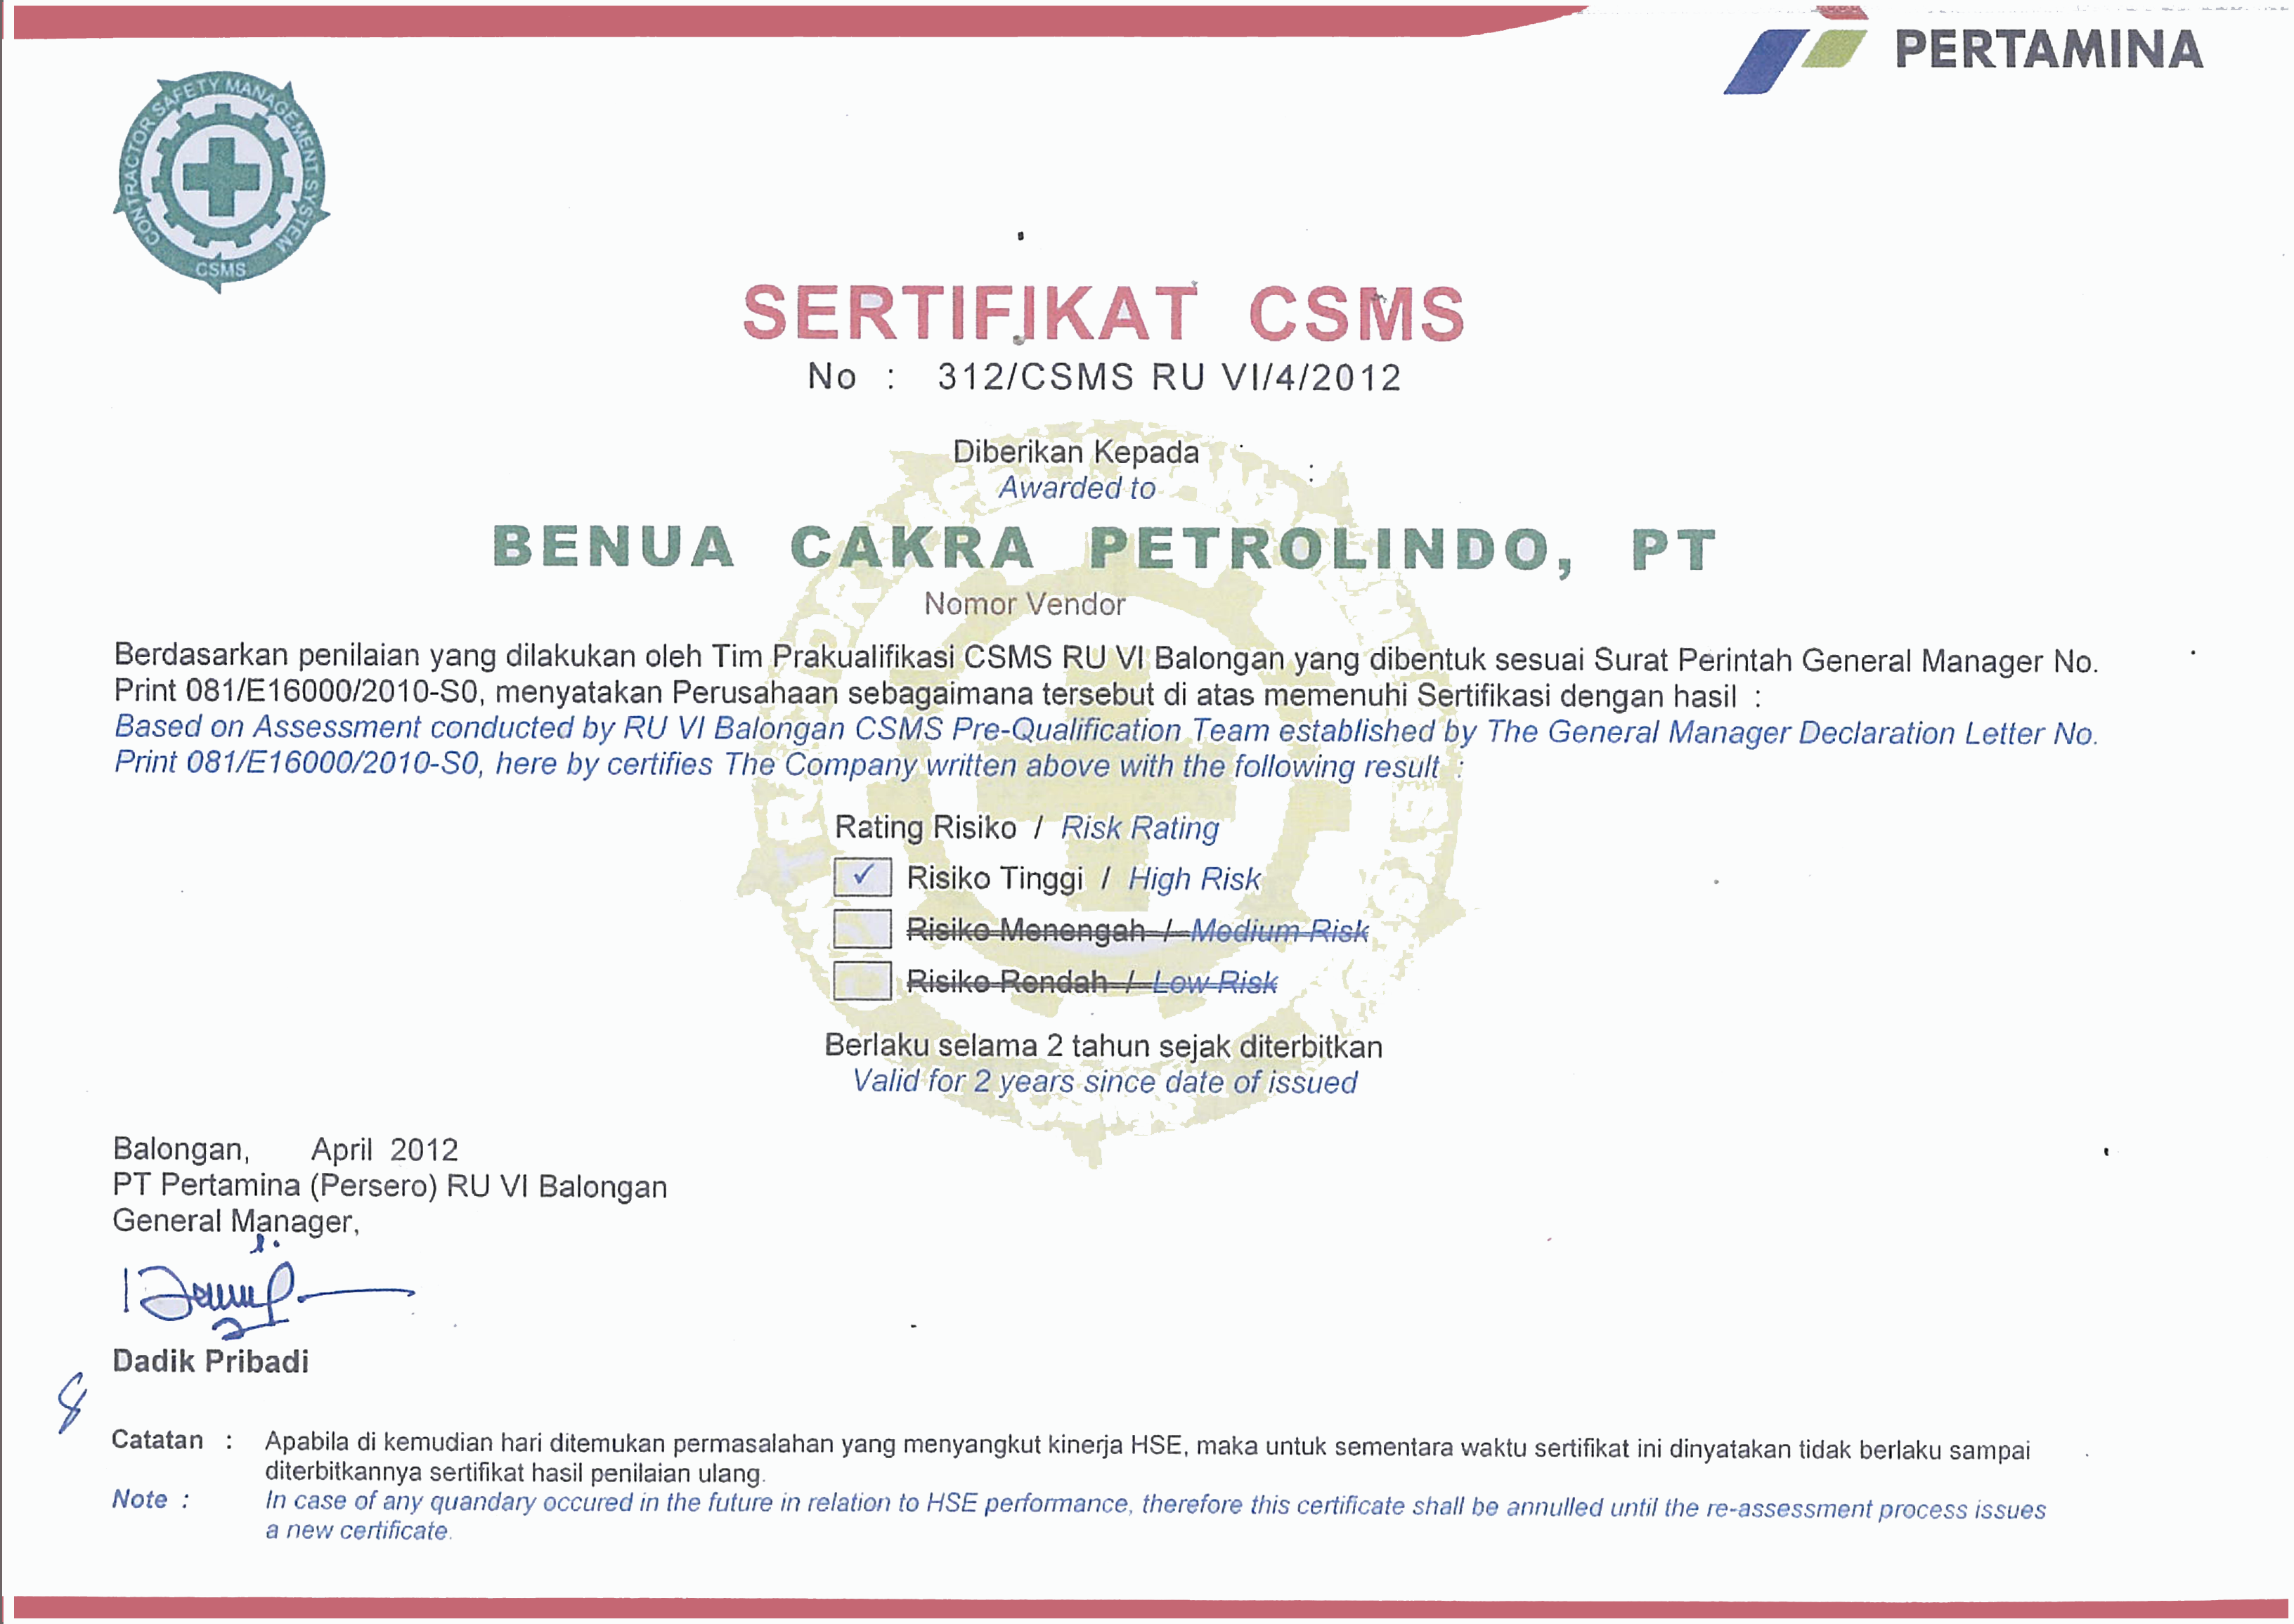 PERTAMINA
CONTRACTOR SAFETY MANAGEMENT SYSTEM
CSMS
SERTIFIKAT CSMS
No : 312/CSMS RU VI/4/2012
Diberikan Kepada
Awarded to
BENUA CAKRA PETROLINDO, PT
Nomor Vendor
Berdasarkan penilaian yang dilakukan oleh Tim Prakualifikasi CSMS RU VI Balongan yang dibentuk sesuai Surat Perintah General Manager No.
Print 081/E16000/2010-S0, menyatakan Perusahaan sebagaimana tersebut di atas memenuhi Sertifikasi dengan hasil :
Based on Assessment conducted by RU VI Balongan CSMS Pre-Qualification Team established by The General Manager Declaration Letter No.
Print 081/E16000/2010-S0, here by certifies The Company written above with the following result :
Rating Risiko / Risk Rating
✓ Risiko Tinggi / High Risk
Risiko Menengah / Medium Risk
Risiko Rendah / Low Risk
Berlaku selama 2 tahun sejak diterbitkan
Valid for 2 years since date of issued
Balongan, April 2012
PT Pertamina (Persero) RU VI Balongan
General Manager,
Dadik Pribadi
Catatan : Apabila di kemudian hari ditemukan permasalahan yang menyangkut kinerja HSE, maka untuk sementara waktu sertifikat ini dinyatakan tidak berlaku sampai
diterbitkannya sertifikat hasil penilaian ulang.
Note : In case of any quandary occured in the future in relation to HSE performance, therefore this certificate shall be annulled until the re-assessment process issues
a new certificate.